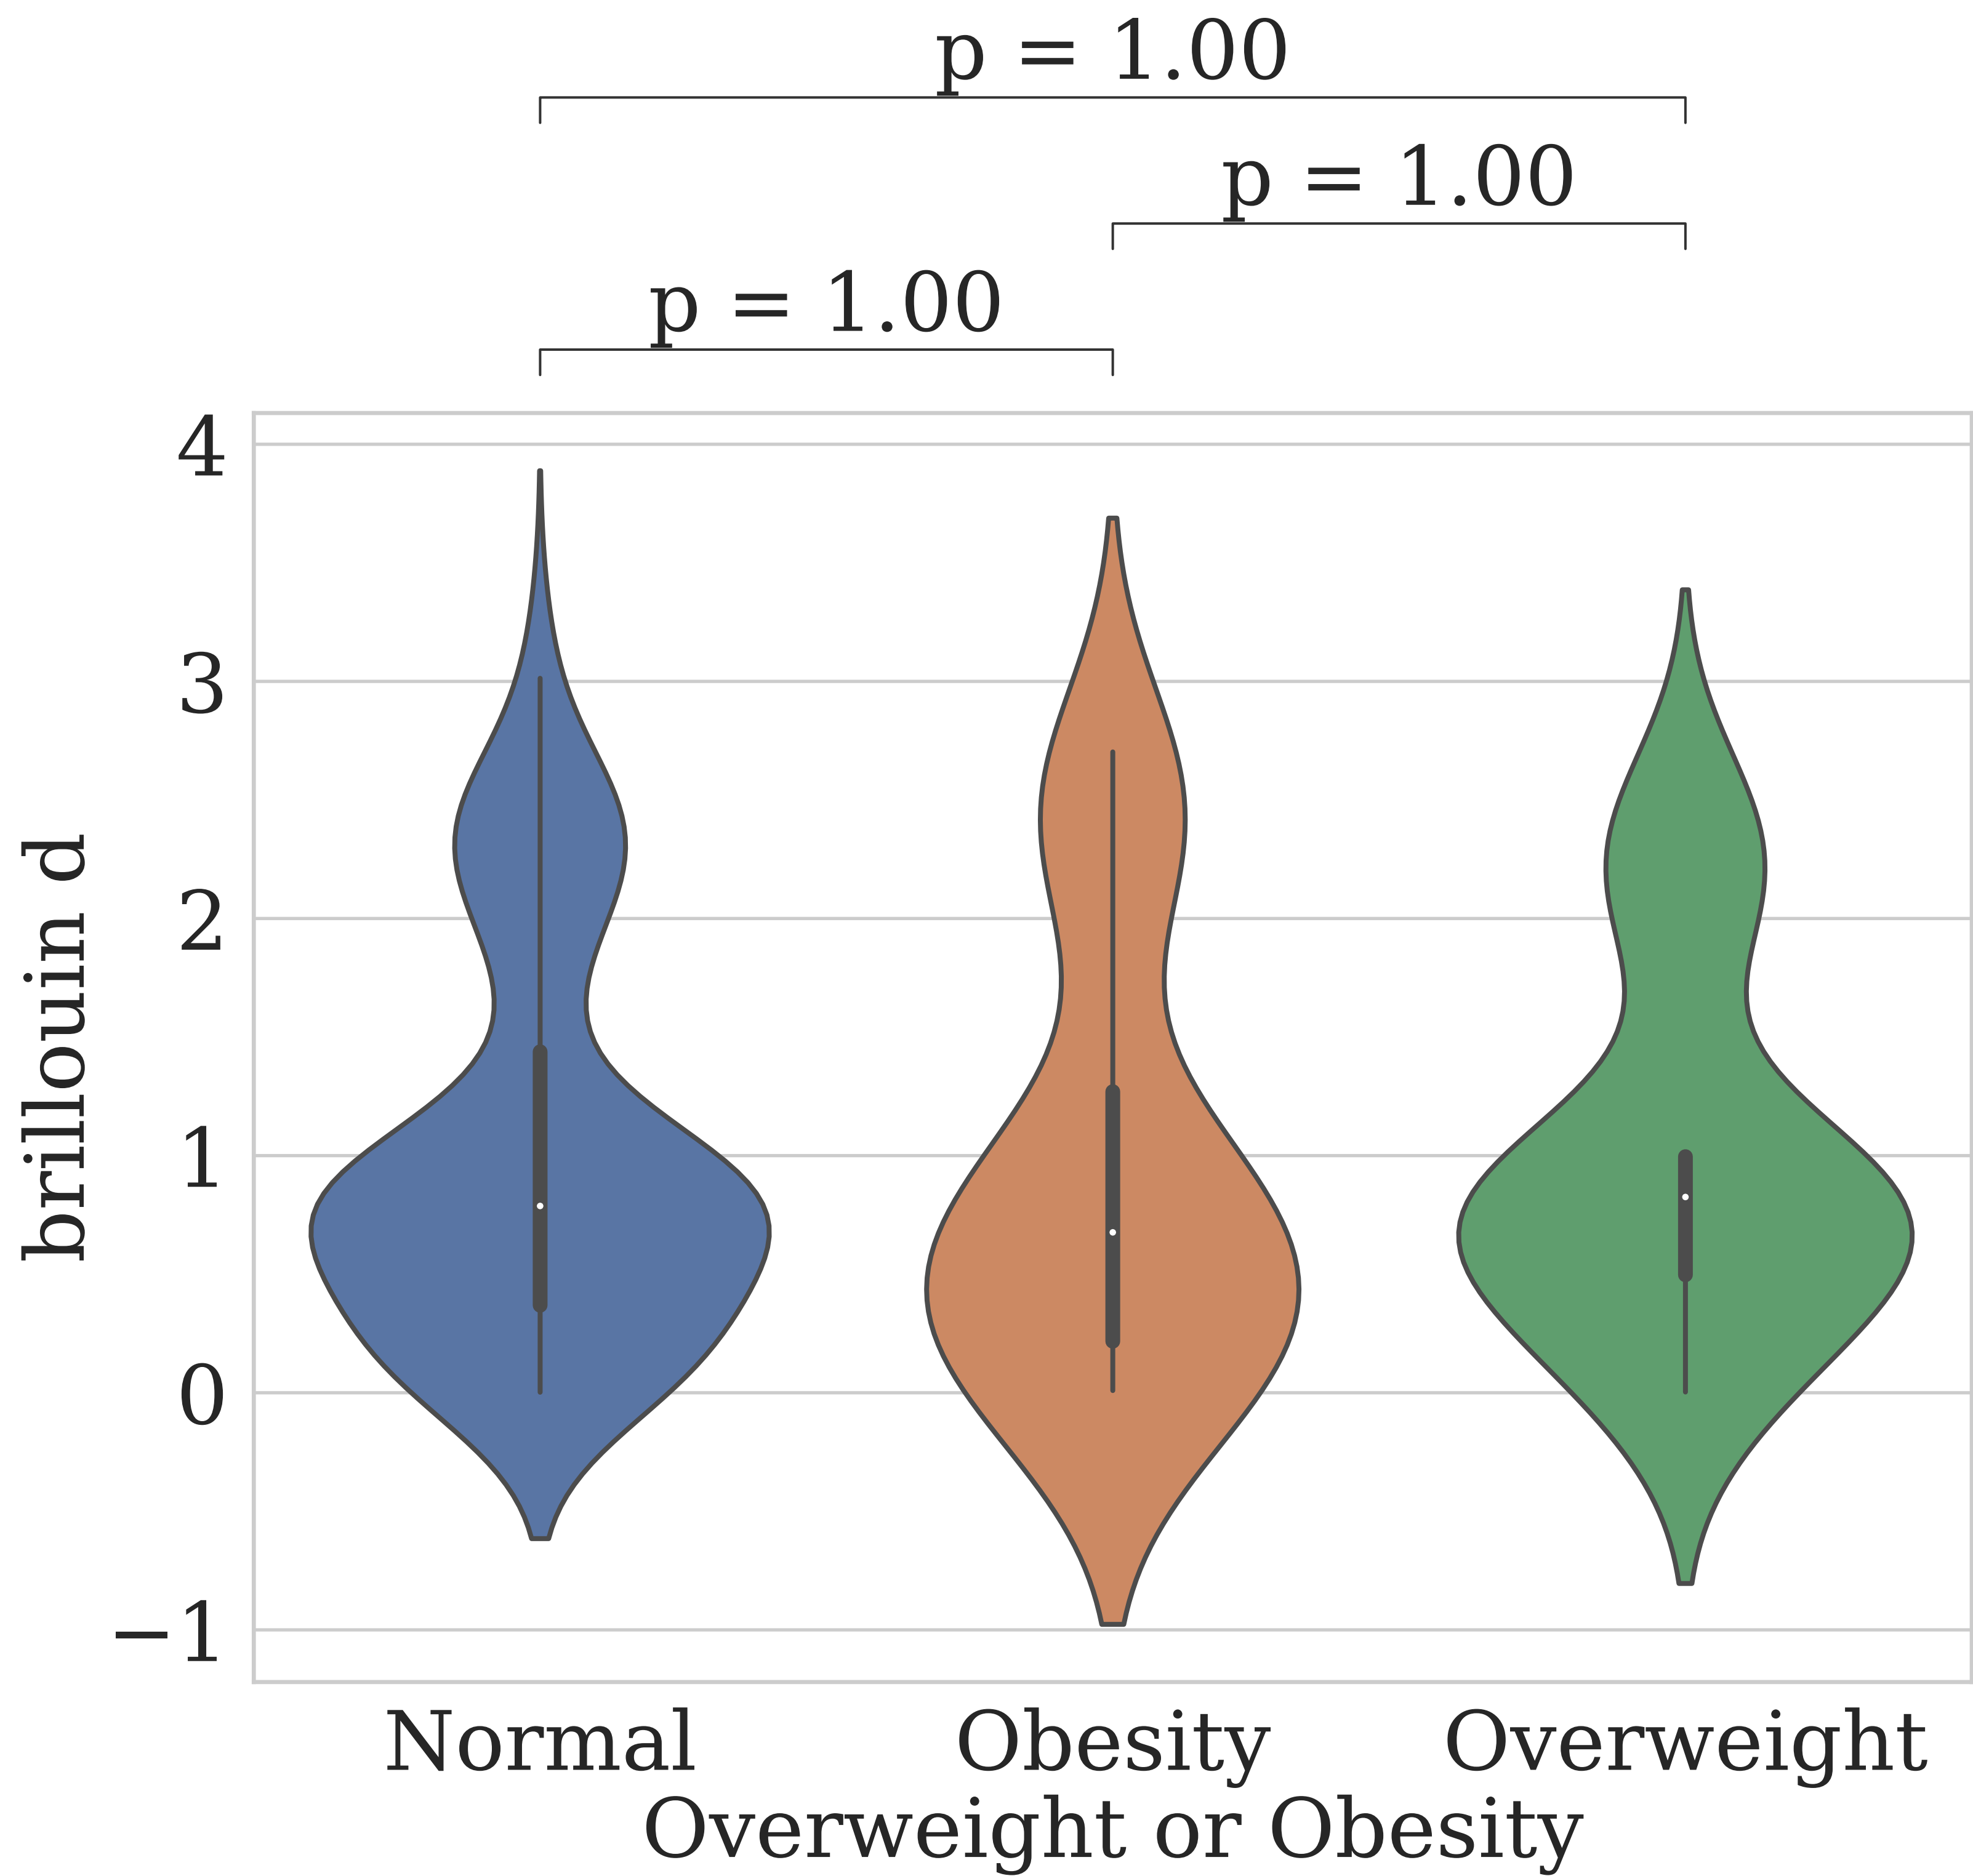 p = 1.00
p = 1.00
p = 1.00
4
3
2
1
0
−1
brillouin d
Normal
Obesity
Overweight
Overweight or Obesity